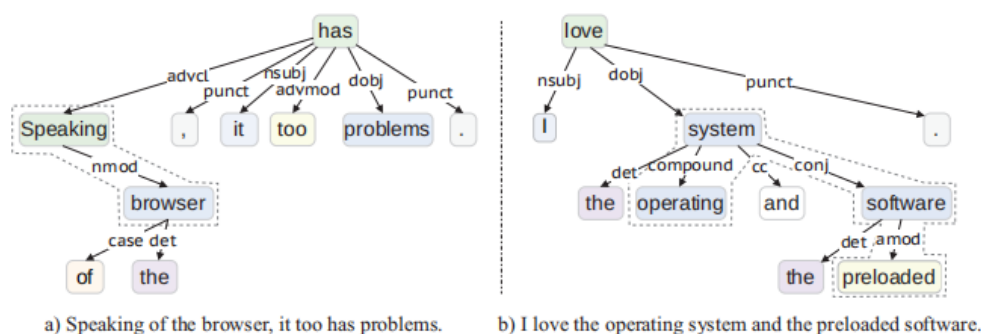 has
love
advcl
punct
nsubj
advmod
dobj
punct
nsubj
dobj
punct
Speaking
,
it
too
problems
.
I
system
.
nmod
det
compound
cc
conj
browser
the
operating
and
software
case
det
det
amod
of
the
the
preloaded
a) Speaking of the browser, it too has problems.
b) I love the operating system and the preloaded software.